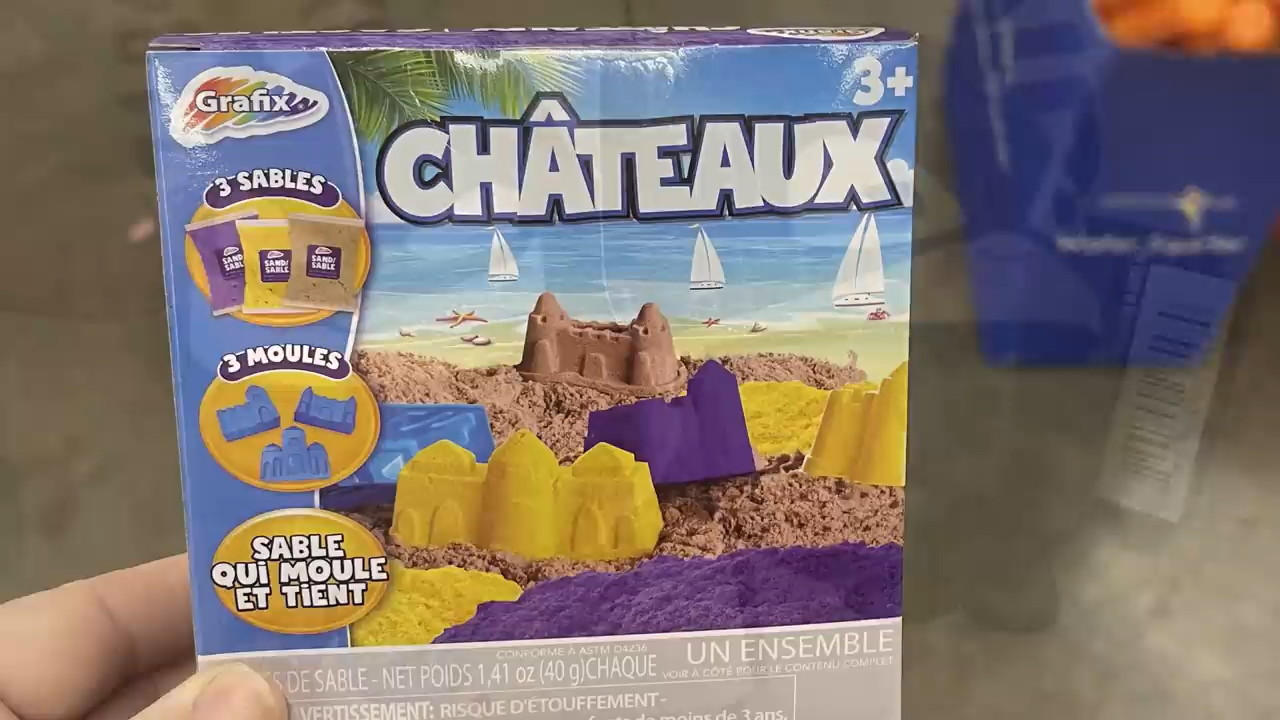 Grafix
3+
CHÂTEAUX
3 SABLES
SAND/
SABLE
SAND/
SABLE
SAND/
SABLE
3 MOULES
SABLE
QUI MOULE
ET TIENT
CONFORME À ASTM D4236
DE SABLE - NET POIDS 1,41 oz (40 g)CHAQUE
UN ENSEMBLE
VOIR À CÔTÉ POUR LE CONTENU COMPLET
VERTISSEMENT: RISQUE D'ÉTOUFFEMENT-
de moins de 3 ans.